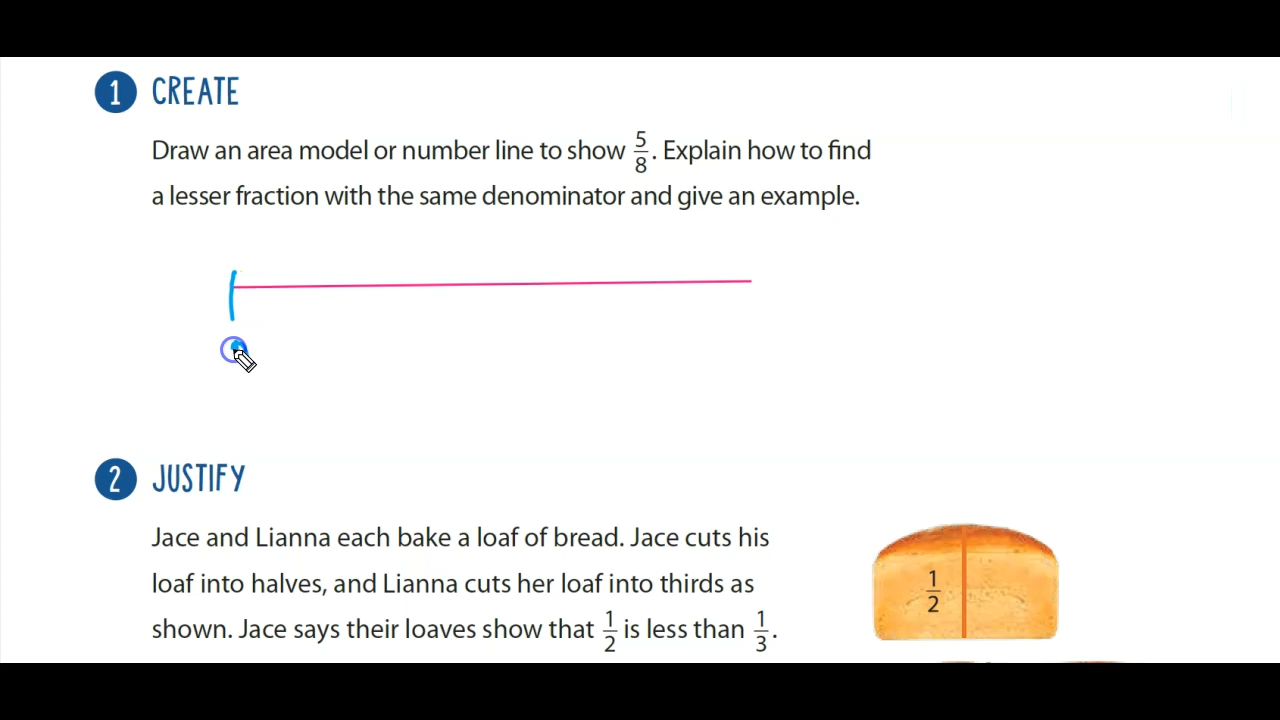 1 CREATE
Draw an area model or number line to show 5/8. Explain how to find
a lesser fraction with the same denominator and give an example.
2 JUSTIFY
Jace and Lianna each bake a loaf of bread. Jace cuts his
loaf into halves, and Lianna cuts her loaf into thirds as
shown. Jace says their loaves show that 1/2 is less than 1/3.
1/2